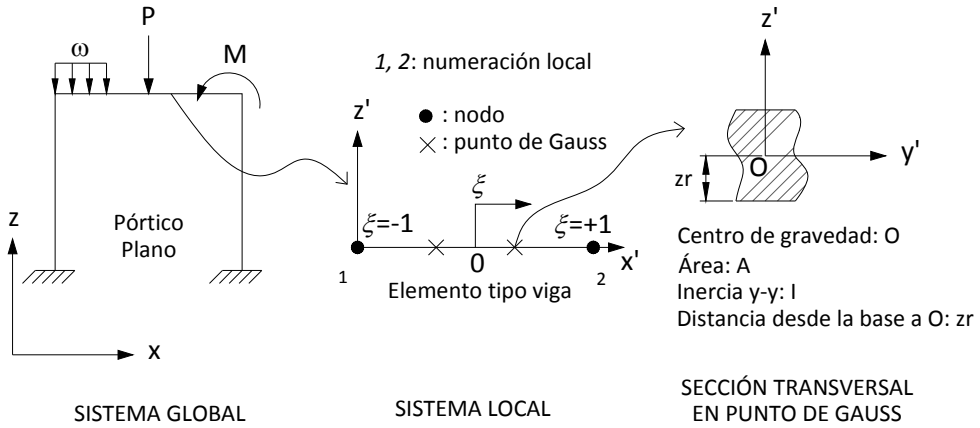 P
ω
M
z
Pórtico
Plano
x
SISTEMA GLOBAL
1, 2: numeración local
● : nodo
× : punto de Gauss
z'
ξ
ξ=-1
ξ=+1
0
x'
1
2
Elemento tipo viga
SISTEMA LOCAL
z'
y'
O
zr
Centro de gravedad: O
Área: A
Inercia y-y: I
Distancia desde la base a O: zr
SECCIÓN TRANSVERSAL
EN PUNTO DE GAUSS